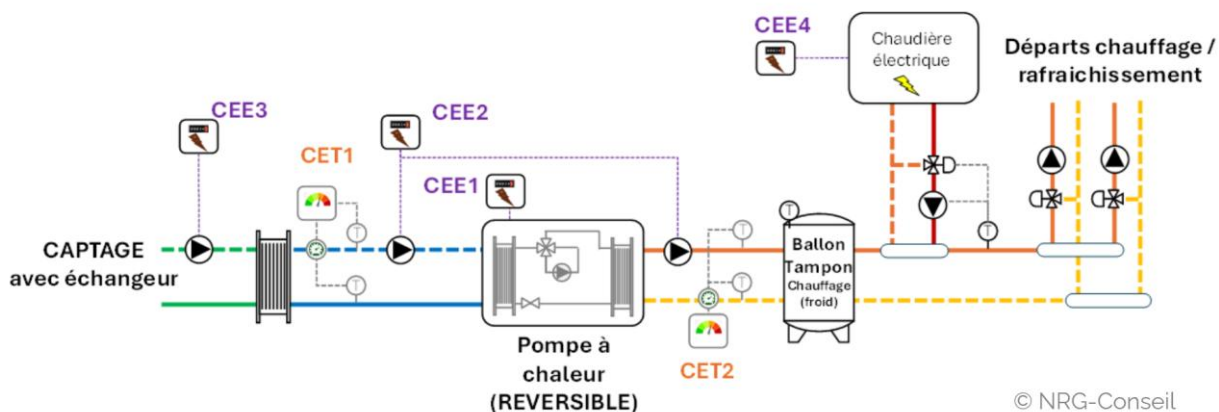 CEE4
Chaudière
électrique
Départs chauffage /
rafraichissement
CEE3
CEE2
CET1
CEE1
T
T
T
T
T
T
CAPTAGE
avec échangeur
Ballon
Tampon
Chauffage
(froid)
Pompe à
chaleur
(REVERSIBLE)
CET2
© NRG-Conseil